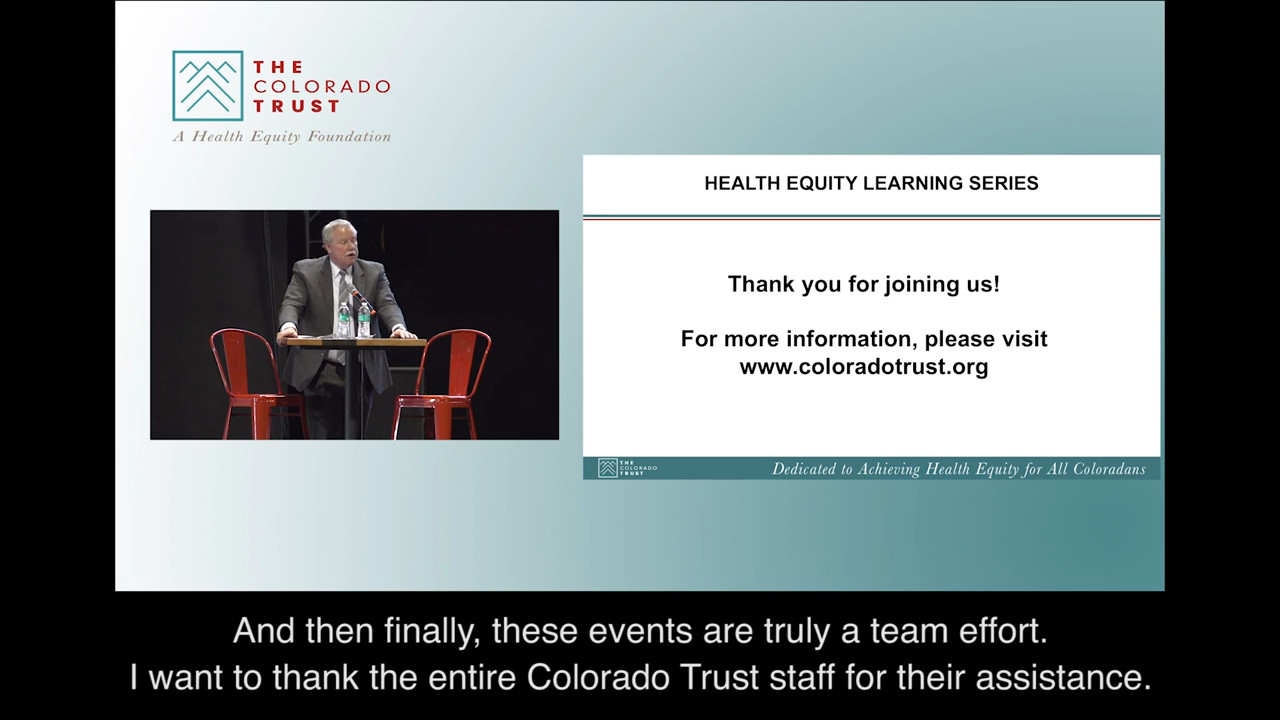 THE
COLORADO
TRUST
A Health Equity Foundation
HEALTH EQUITY LEARNING SERIES
Thank you for joining us!
For more information, please visit
www.coloradotrust.org
THE
COLORADO
TRUST
Dedicated to Achieving Health Equity for All Coloradans
And then finally, these events are truly a team effort.
I want to thank the entire Colorado Trust staff for their assistance.